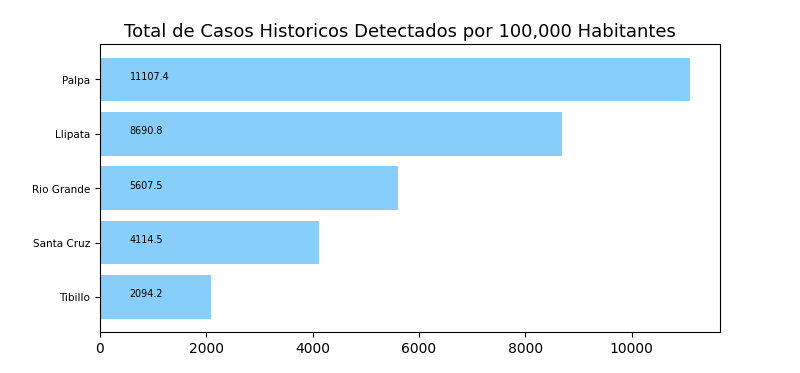 Total de Casos Historicos Detectados por 100,000 Habitantes
Palpa 11107.4
Llipata 8690.8
Rio Grande 5607.5
Santa Cruz 4114.5
Tibillo 2094.2
0 2000 4000 6000 8000 10000